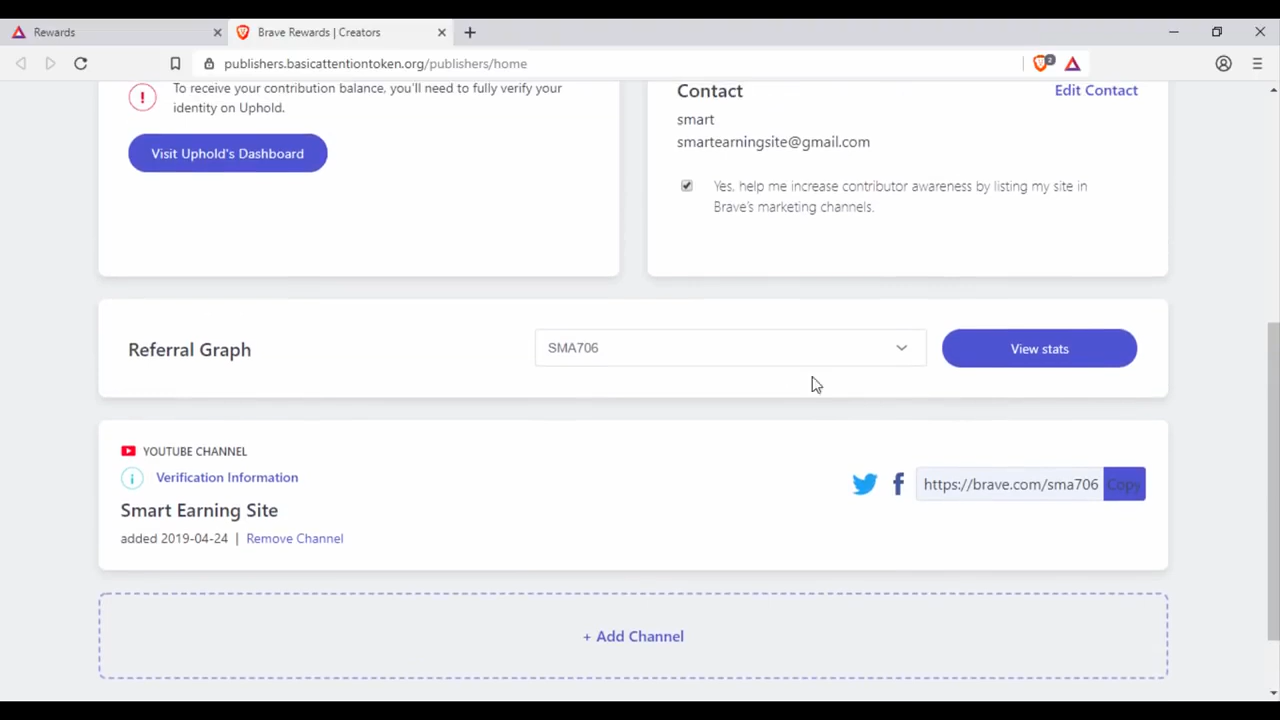 Rewards
Brave Rewards | Creators
publishers.basicattentiontoken.org/publishers/home
2
To receive your contribution balance, you'll need to fully verify your
identity on Uphold.
Visit Uphold's Dashboard
Contact
Edit Contact
smart
smartearningsite@gmail.com
Yes, help me increase contributor awareness by listing my site in
Brave's marketing channels.
Referral Graph
SMA706
View stats
YOUTUBE CHANNEL
Verification Information
Smart Earning Site
added 2019-04-24 | Remove Channel
https://brave.com/sma706
Copy
+ Add Channel